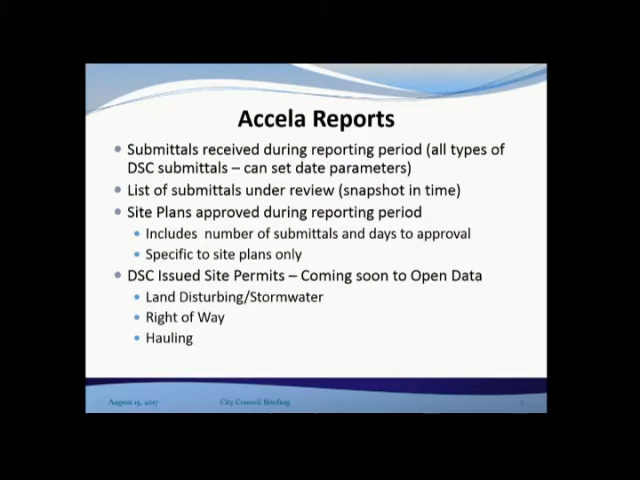 Accela Reports
• Submittals received during reporting period (all types of
DSC submittals – can set date parameters)
• List of submittals under review (snapshot in time)
• Site Plans approved during reporting period
• Includes number of submittals and days to approval
• Specific to site plans only
• DSC Issued Site Permits – Coming soon to Open Data
• Land Disturbing/Stormwater
• Right of Way
• Hauling
August 15, 2017 City Council Briefing